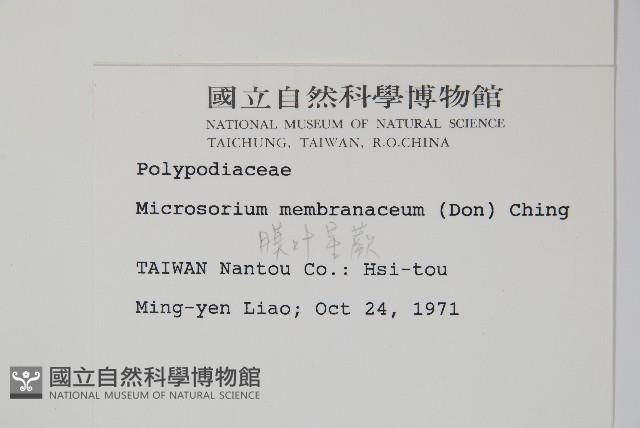 國立自然科學博物館
NATIONAL MUSEUM OF NATURAL SCIENCE
TAICHUNG, TAIWAN, R.O.CHINA
Polypodiaceae
Microsorium membranaceum (Don) Ching
膜叶星蕨
TAIWAN Nantou Co.: Hsi-tou
Ming-yen Liao; Oct 24, 1971
國立自然科學博物館
NATIONAL MUSEUM OF NATURAL SCIENCE